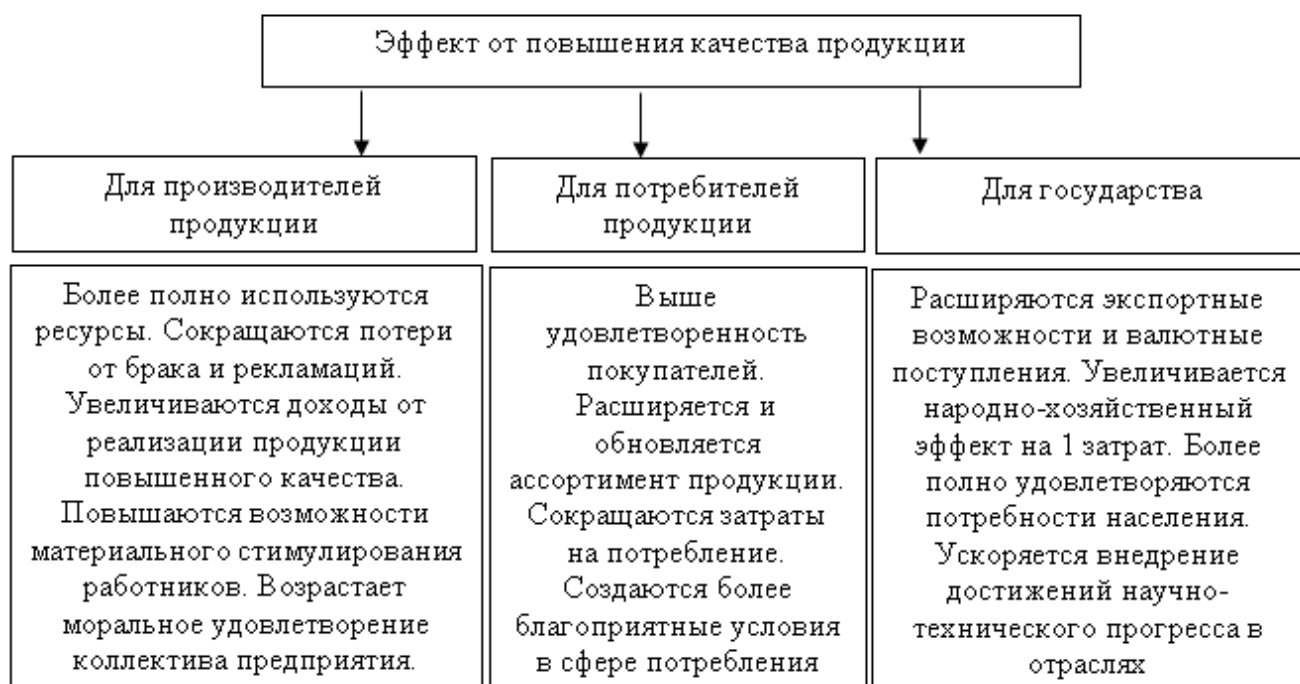 Эффект от повышения качества продукции
Для производителей
продукции
Для потребителей
продукции
Для государства
Более полно используются
ресурсы. Сокращаются потери
от брака и рекламаций.
Увеличиваются доходы от
реализации продукции
повышенного качества.
Повышаются возможности
материального стимулирования
работников. Возрастает
моральное удовлетворение
коллектива предприятия.
Выше
удовлетворенность
покупателей.
Расширяется и
обновляется
ассортимент продукции.
Сокращаются затраты
на потребление.
Создаются более
благоприятные условия
в сфере потребления
Расширяются экспортные
возможности и валютные
поступления. Увеличивается
народно-хозяйственный
эффект на 1 затрат. Более
полно удовлетворяются
потребности населения.
Ускоряется внедрение
достижений научно-
технического прогресса в
отраслях